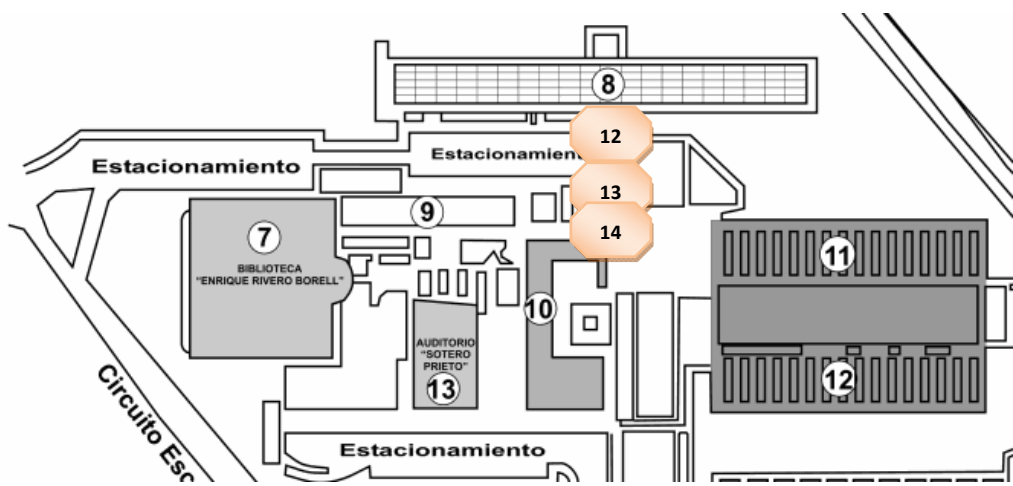 8
12
Estacionamiento
Estacionamient
13
9
14
7
BIBLIOTECA
"ENRIQUE RIVERO BORELL"
11
10
AUDITORIO
"SOTERO
PRIETO"
13
12
Circuito Esc
Estacionamiento